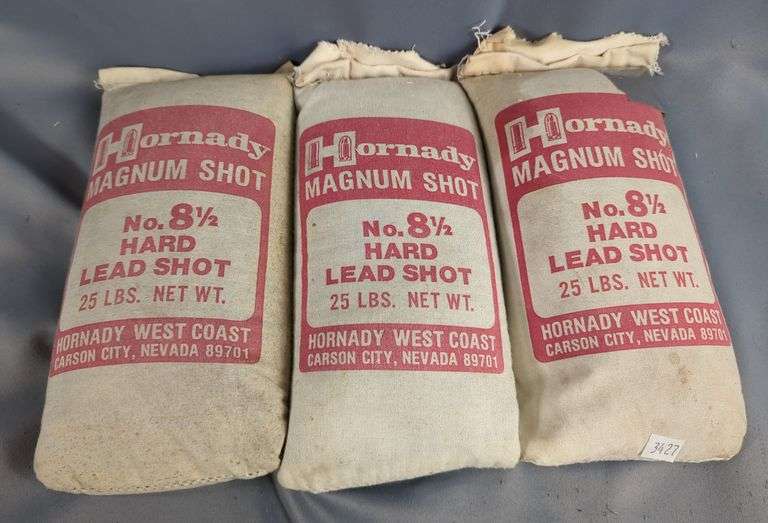 Hornady
MAGNUM SHOT
No. 8½
HARD
LEAD SHOT
25 LBS. NET WT.
HORNADY WEST COAST
CARSON CITY, NEVADA 89701
Hornady
MAGNUM SHOT
No. 8½
HARD
LEAD SHOT
25 LBS. NET WT.
HORNADY WEST COAST
CARSON CITY, NEVADA 89701
Hornady
MAGNUM SHOT
No. 8½
HARD
LEAD SHOT
25 LBS. NET WT.
HORNADY WEST COAST
CARSON CITY, NEVADA 89701
3427